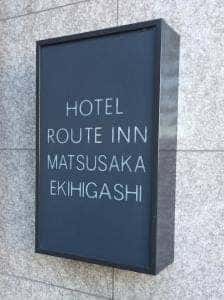 HOTEL
ROUTE INN
MATSUSAKA
EKIHIGASHI